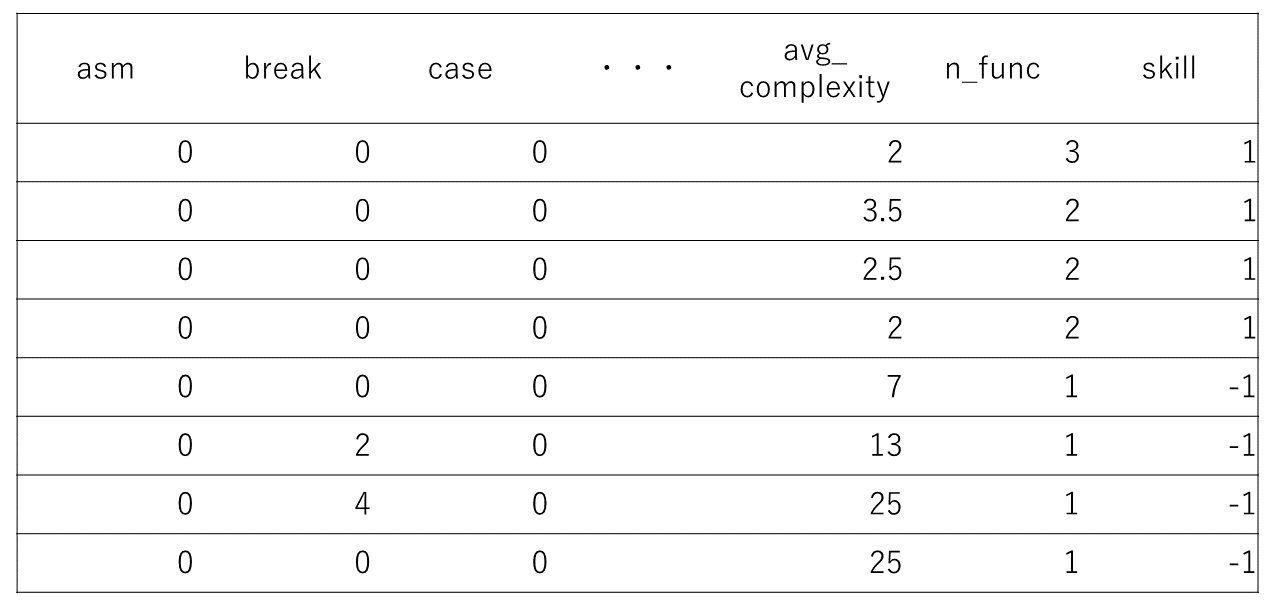 asm break case ・・・ avg_ complexity n_func skill
0 0 0 2 3 1
0 0 0 3.5 2 1
0 0 0 2.5 2 1
0 0 0 2 2 1
0 0 0 7 1 -1
0 2 0 13 1 -1
0 4 0 25 1 -1
0 0 0 25 1 -1